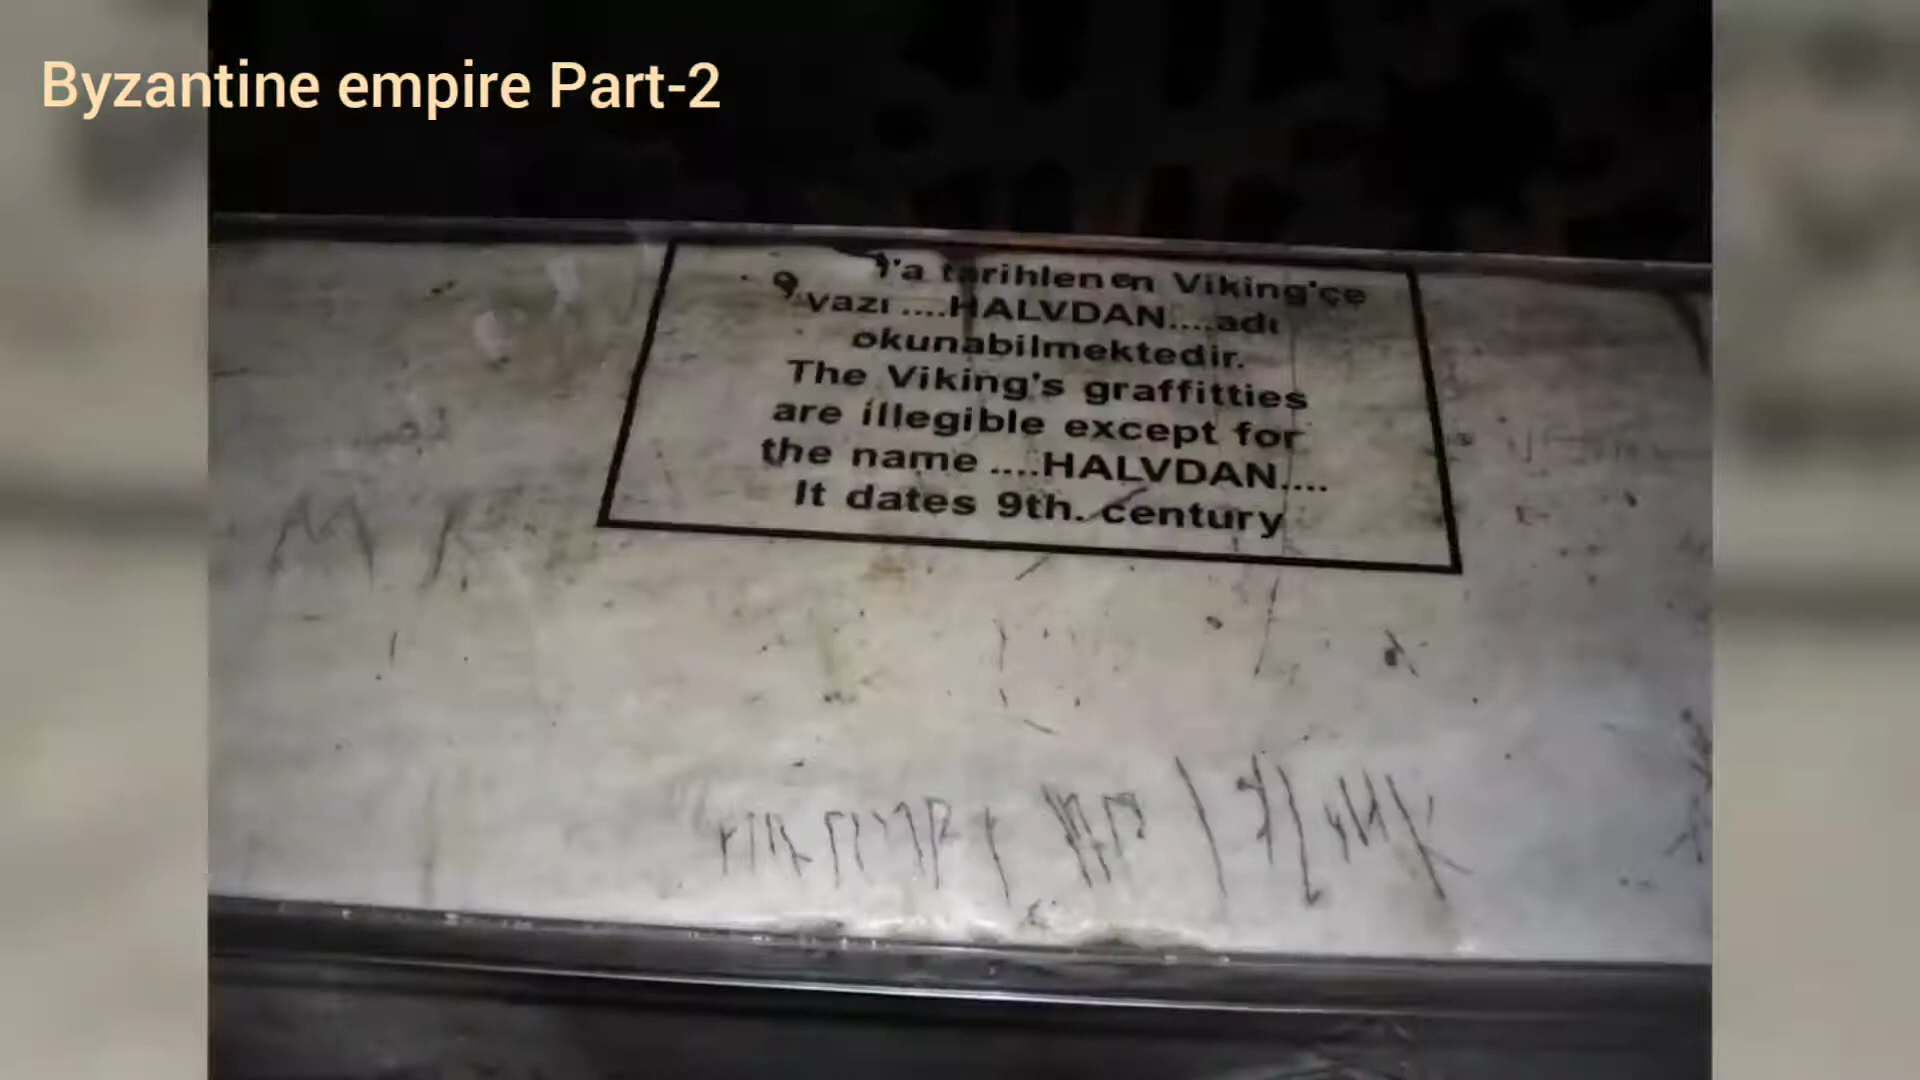 Byzantine empire Part-2
9 'a tarihlenen Viking'çe
yazı ....HALVDAN....adı
okunabilmektedir.
The Viking's graffitties
are illegible except for
the name ....HALVDAN....
It dates 9th. century